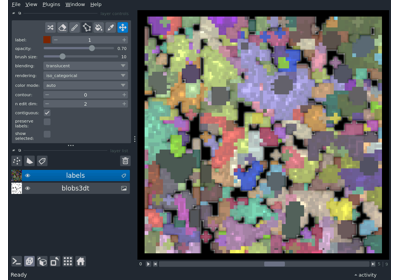 File View Plugins Window Help
label: 1
opacity: 0.70
brush size: 10
blending: translucent
rendering: iso_categorical
color mode: auto
contour: 0
n edit dim: 2
contiguous:
preserve
labels:
show
selected:
labels
blobs3dt
Ready
activity